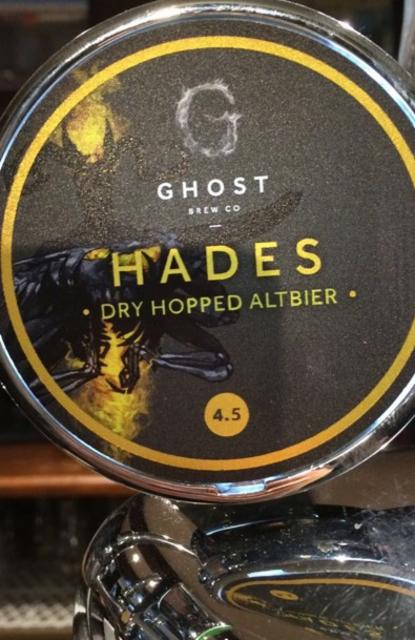 G
GHOST
BREW CO
HADES
• DRY HOPPED ALTBIER •
4.5